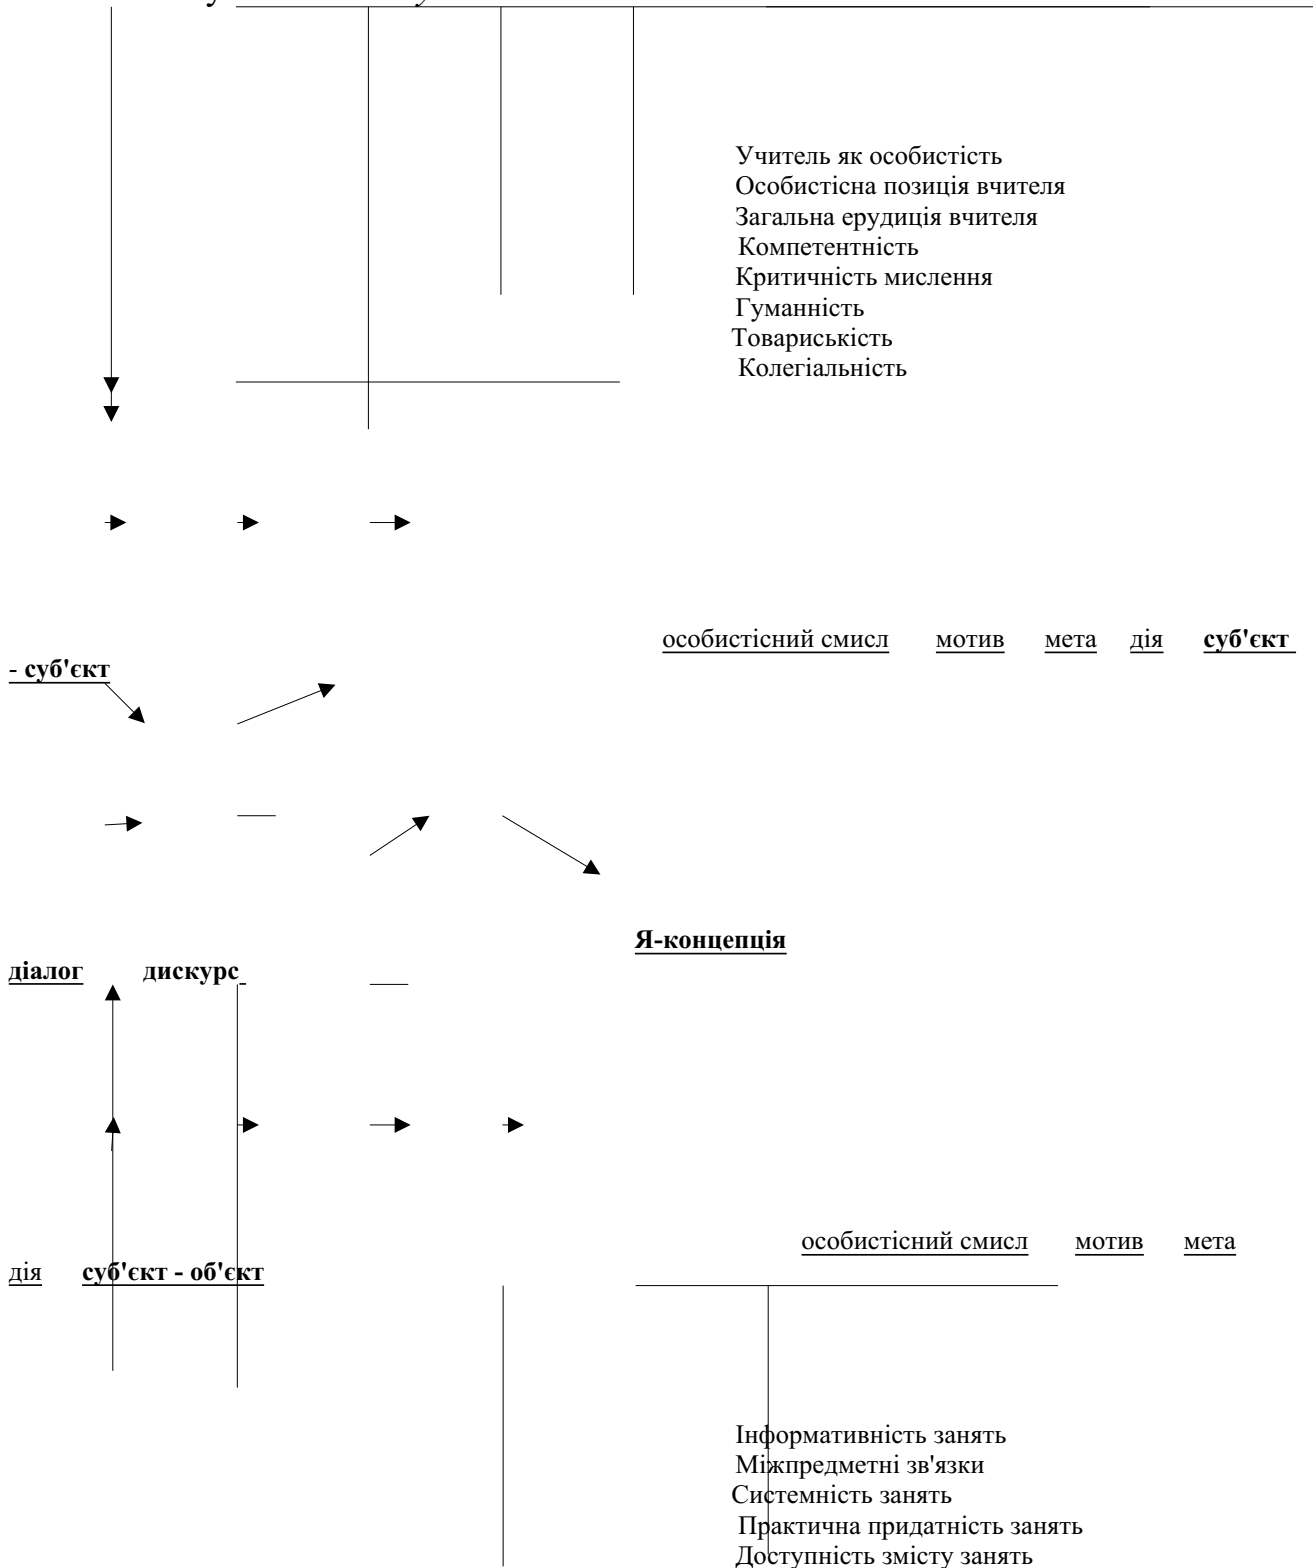 Учитель як особистість
Особистісна позиція вчителя
Загальна ерудиція вчителя
Компетентність
Критичність мислення
Гуманність
Товариськість
Колегіальність
особистісний смисл мотив мета дія суб'єкт
- суб'єкт
Я-концепція
діалог дискурс
особистісний смисл мотив мета
дія суб'єкт - об'єкт
Інформативність занять
Міжпредметні зв'язки
Системність занять
Практична придатність занять
Доступність змісту занять